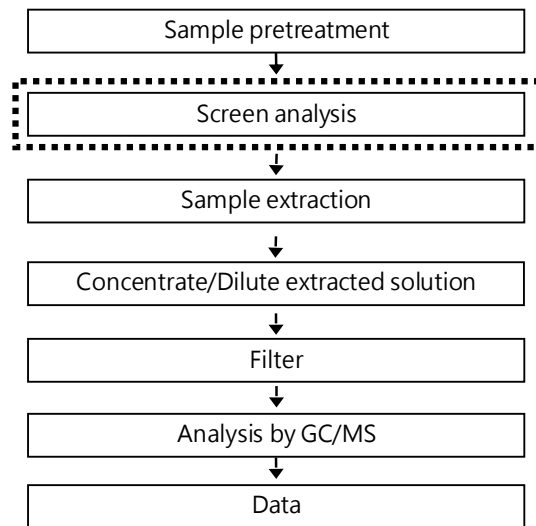 Sample pretreatment
Screen analysis
Sample extraction
Concentrate/Dilute extracted solution
Filter
Analysis by GC/MS
Data